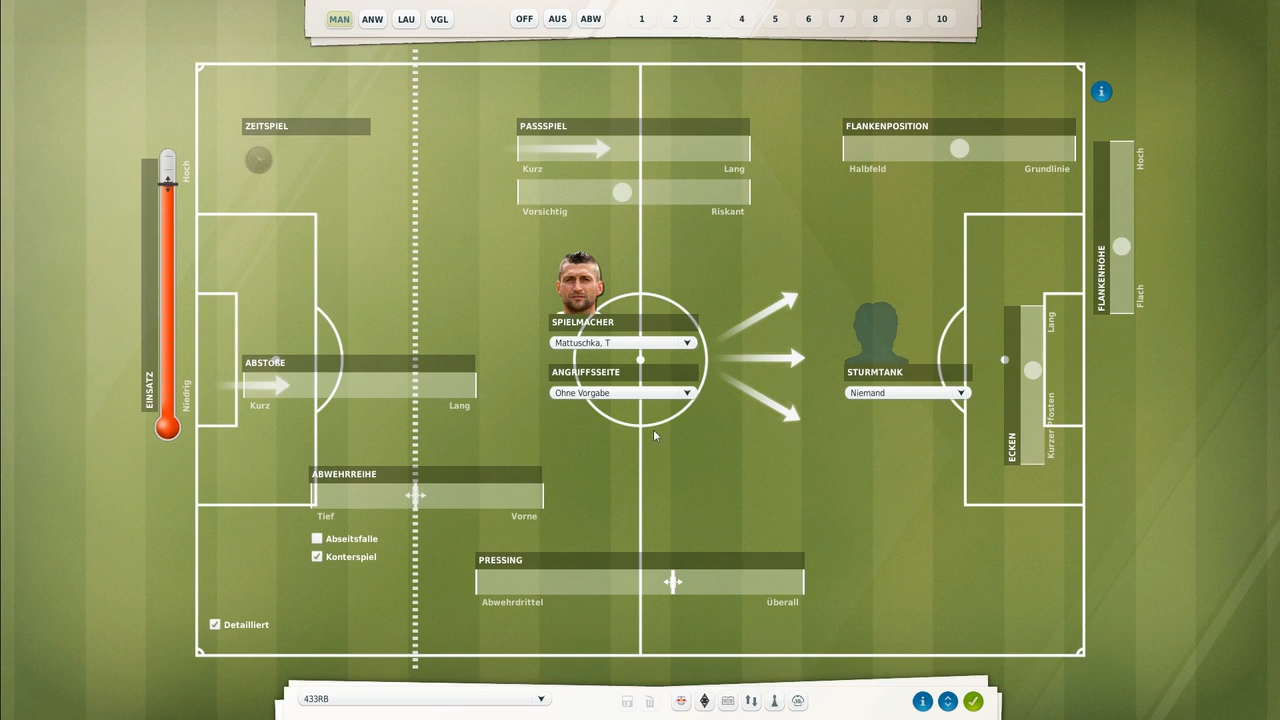 MAN ANW LAU VGL OFF AUS ABW 1 2 3 4 5 6 7 8 9 10
ZEITSPIEL
PASSSPIEL
Kurz Lang
Vorsichtig Riskant
FLANKENPOSITION
Halbfeld Grundlinie
EINSATZ
Hoch
Niedrig
FLANKENHÖHE
Hoch
Flach
SPIELMACHER
Mattuschka, T
ANGRIFFSSEITE
Ohne Vorgabe
STURMTANK
Niemand
ECKEN
Lang
Kurzer Pfosten
ABSTÖßE
Kurz Lang
ABWEHRREIHE
Tief Vorne
Abseitsfalle
Konterspiel
PRESSING
Abwehrdrittel Überall
Detailliert
433RB